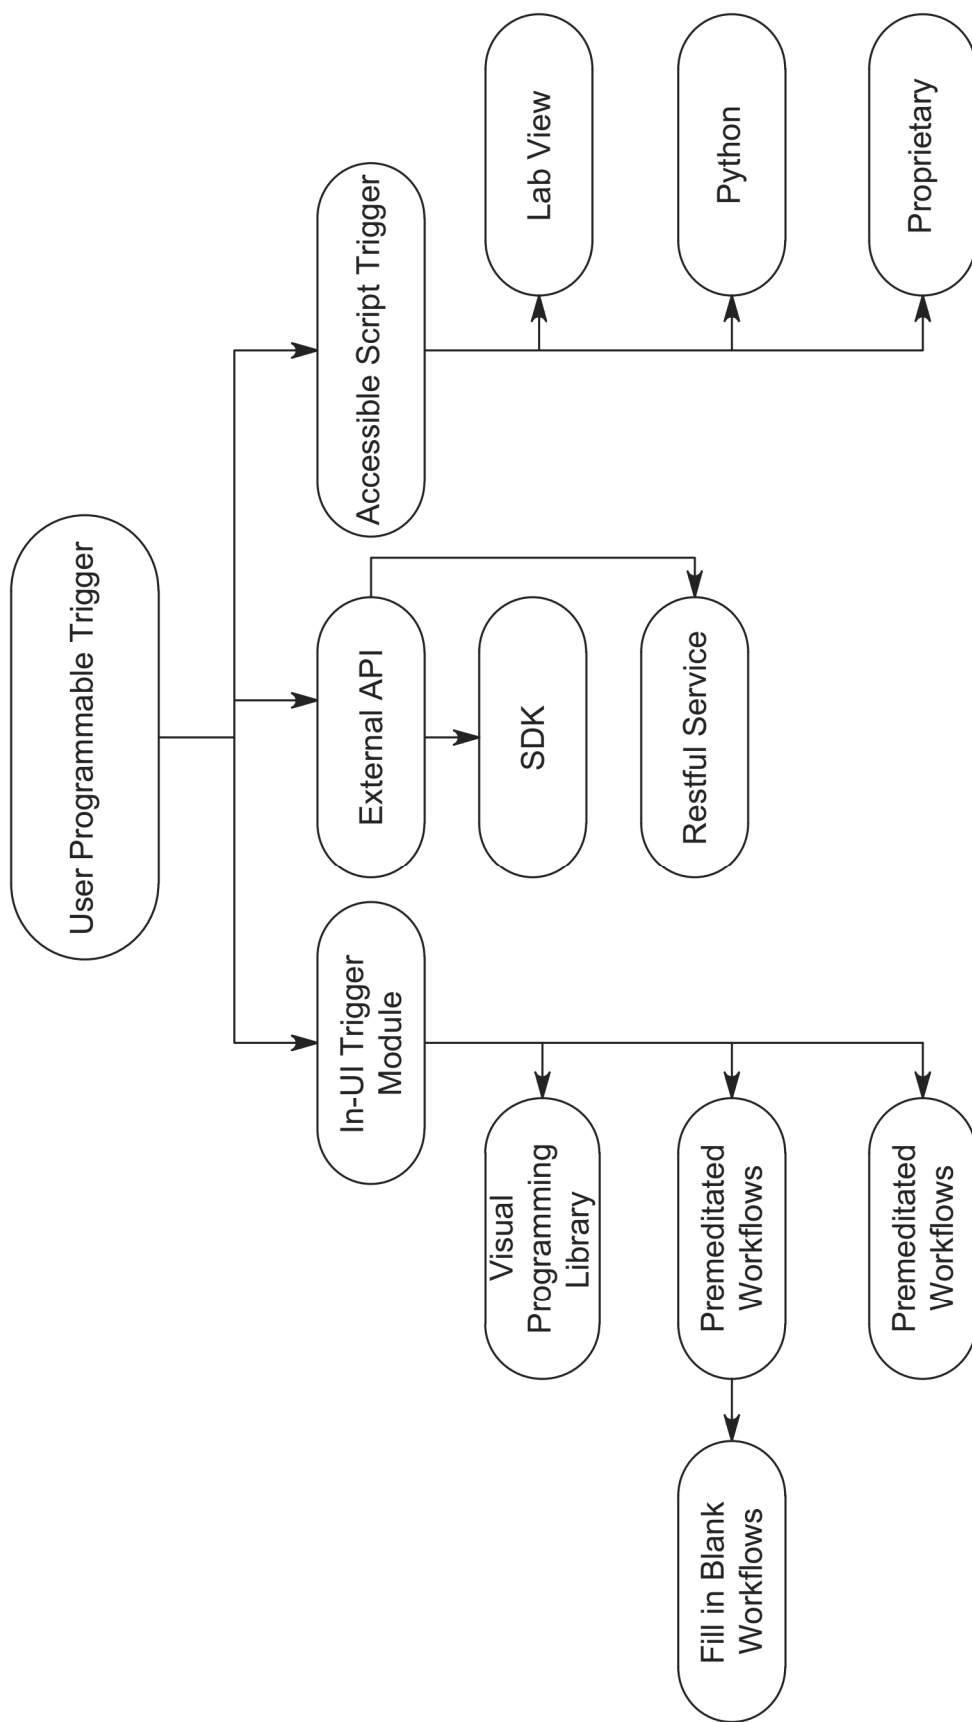 User Programmable Trigger
In-UI Trigger
Module
External API
Accessible Script Trigger
Visual
Programming
Library
SDK
Lab View
Fill in Blank
Workflows
Premeditated
Workflows
Restful Service
Python
Premeditated
Workflows
Proprietary